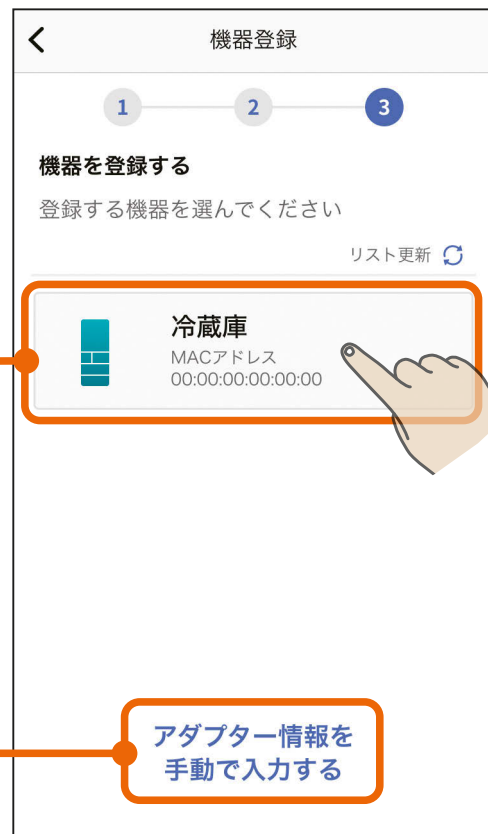 機器登録
1 2 3
機器を登録する
登録する機器を選んでください
リスト更新
冷蔵庫
MACアドレス
00:00:00:00:00:00
アダプター情報を
手動で入力する